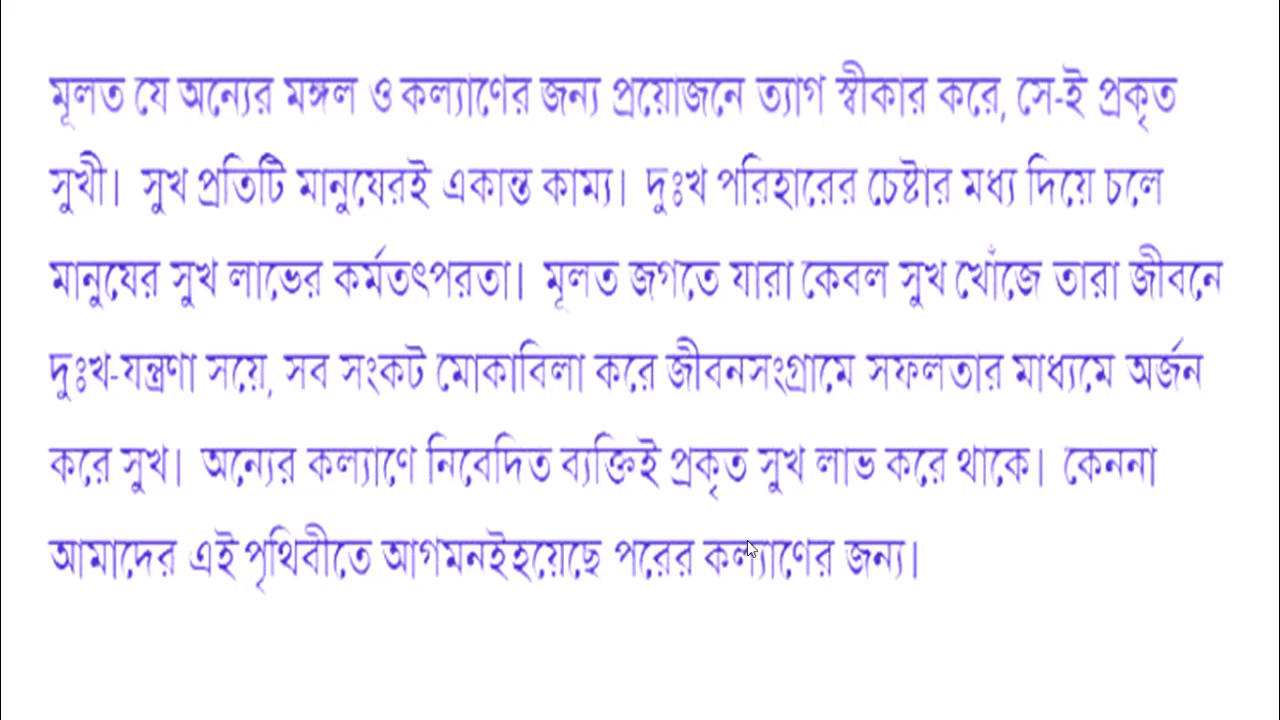 মূলত যে অন্যের মঙ্গল ও কল্যাণের জন্য প্রয়োজনে ত্যাগ স্বীকার করে, সে-ই প্রকৃত
সুখী। সুখ প্রতিটি মানুষেরই একান্ত কাম্য। দুঃখ পরিহারের চেষ্টার মধ্য দিয়ে চলে
মানুষের সুখ লাভের কর্মতৎপরতা। মূলত জগতে যারা কেবল সুখ খোঁজে তারা জীবনে
দুঃখ-যন্ত্রণা সয়ে, সব সংকট মোকাবিলা করে জীবনসংগ্রামে সফলতার মাধ্যমে অর্জন
করে সুখ। অন্যের কল্যাণে নিবেদিত ব্যক্তিই প্রকৃত সুখ লাভ করে থাকে। কেননা
আমাদের এই পৃথিবীতে আগমনইহয়েছে পরের কল্যাণের জন্য।